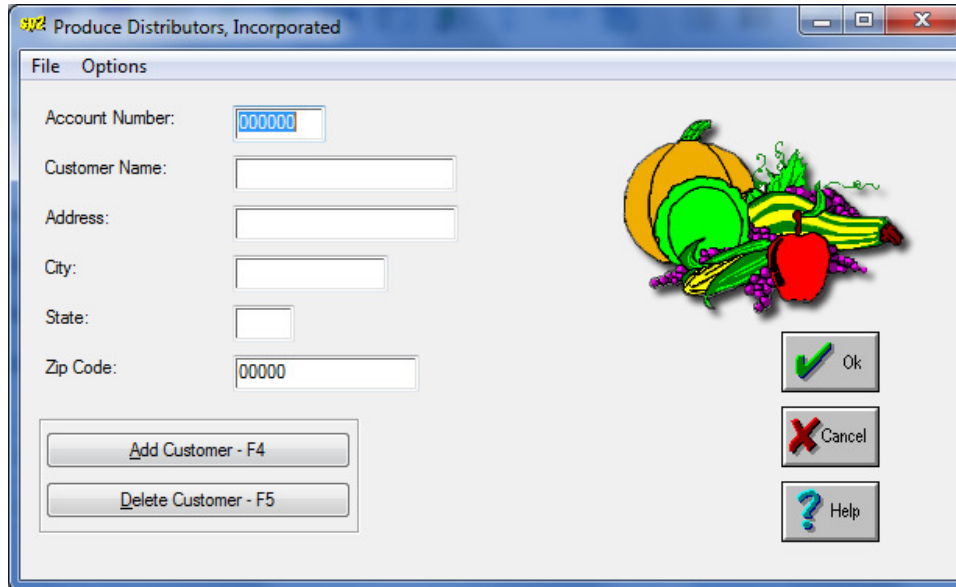 xyz Produce Distributors, Incorporated
File Options
Account Number: 000000
Customer Name:
Address:
City:
State:
Zip Code: 00000
Add Customer - F4
Delete Customer - F5
Ok
Cancel
Help